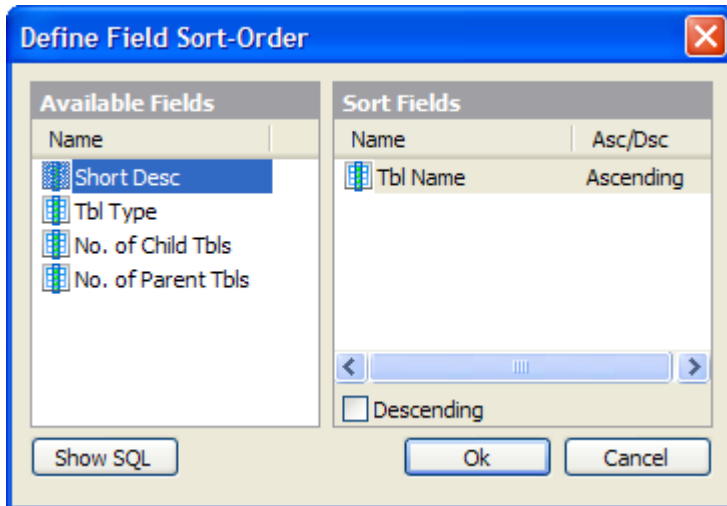 Define Field Sort-Order
Available Fields
Name
Short Desc
Tbl Type
No. of Child Tbls
No. of Parent Tbls
Sort Fields
Name Asc/Dsc
Tbl Name Ascending
Descending
Show SQL
Ok
Cancel